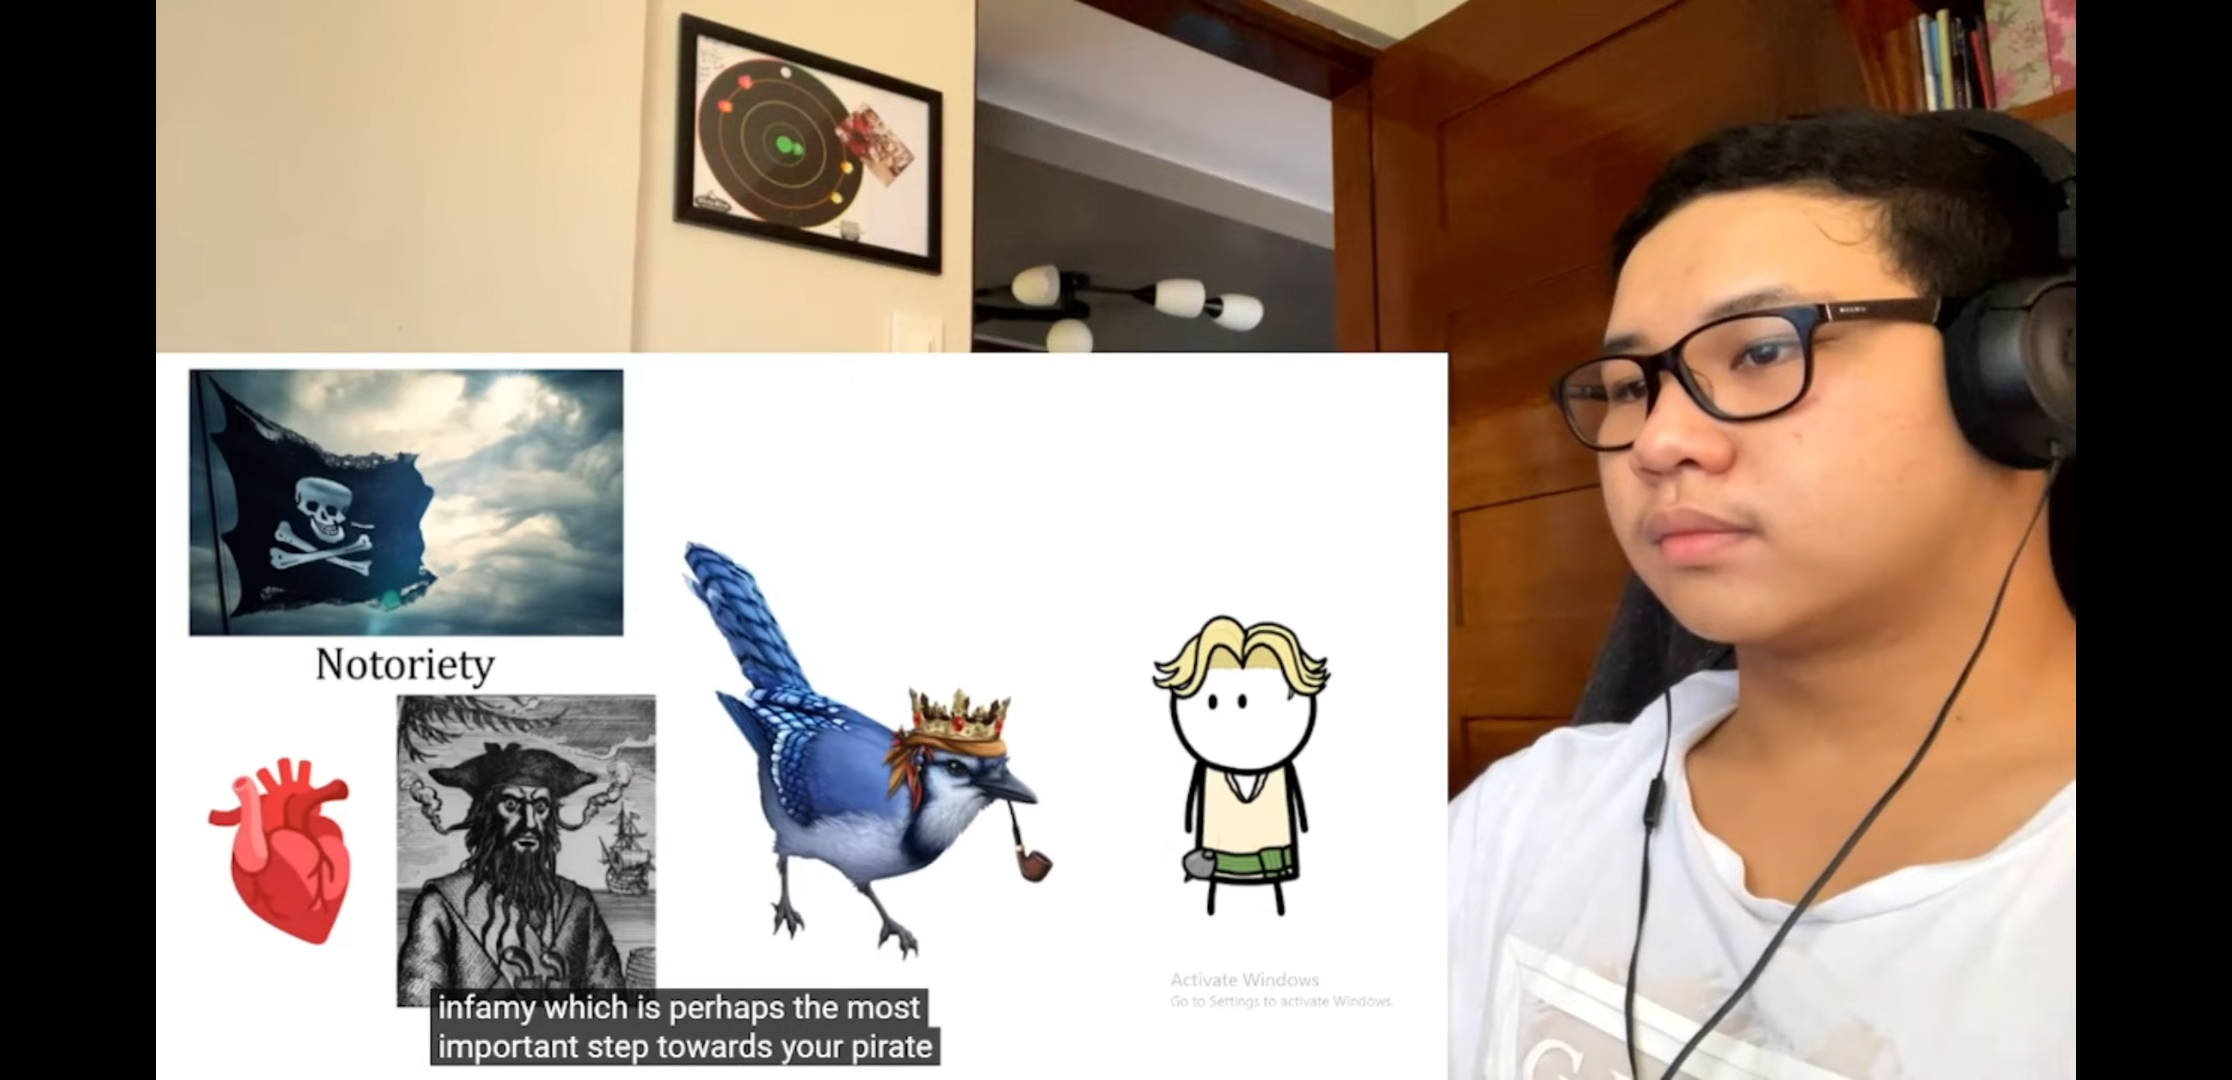 Notoriety
Activate Windows
Go to Settings to activate Windows.
infamy which is perhaps the most
important step towards your pirate
G